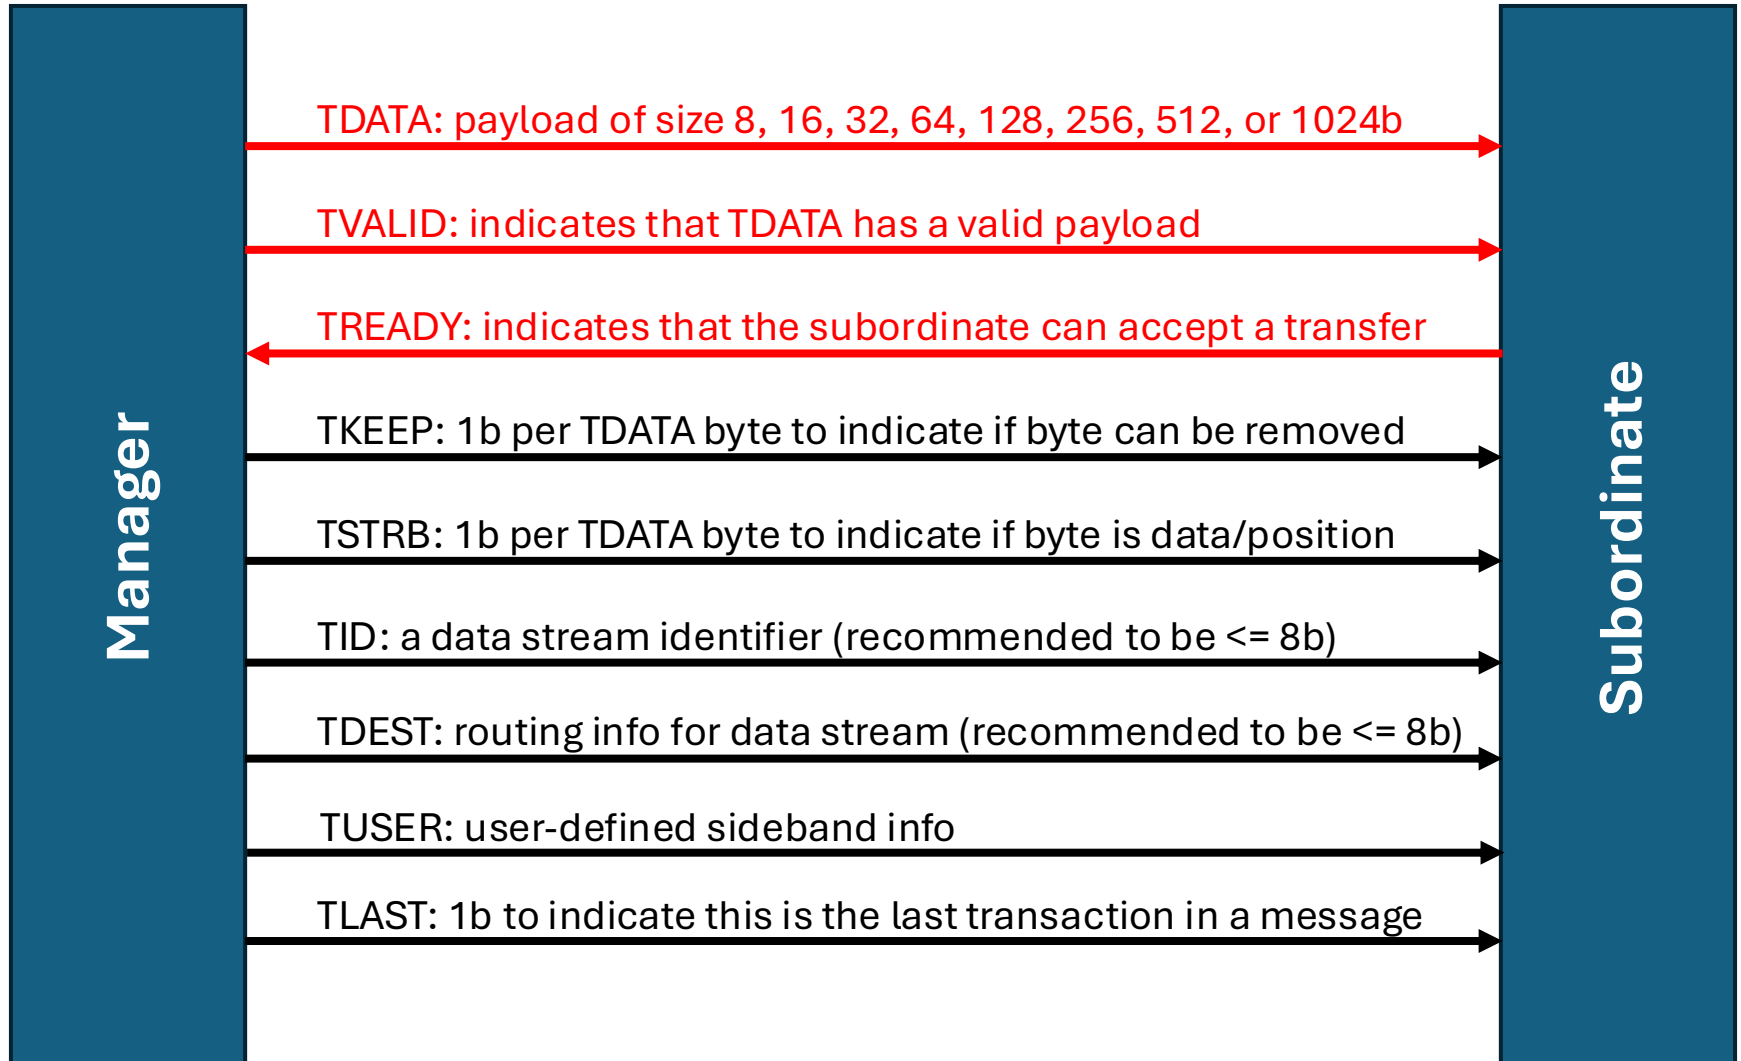 TDATA: payload of size 8, 16, 32, 64, 128, 256, 512, or 1024b
TVALID: indicates that TDATA has a valid payload
TREADY: indicates that the subordinate can accept a transfer
TKEEP: 1b per TDATA byte to indicate if byte can be removed
TSTRB: 1b per TDATA byte to indicate if byte is data/position
TID: a data stream identifier (recommended to be <= 8b)
TDEST: routing info for data stream (recommended to be <= 8b)
TUSER: user-defined sideband info
TLAST: 1b to indicate this is the last transaction in a message
Manager
Subordinate